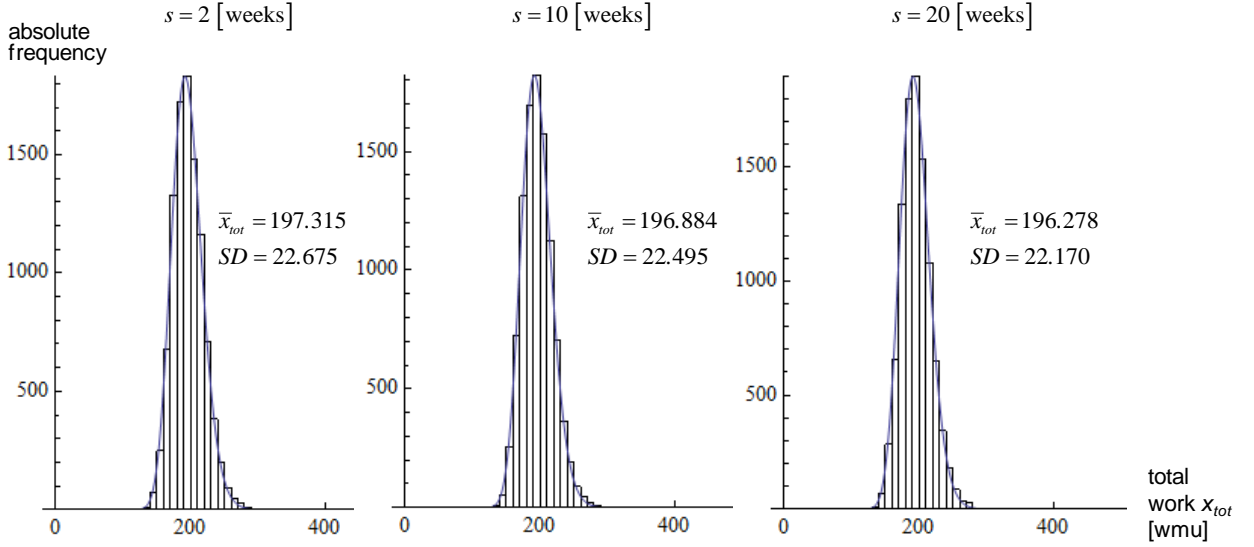 s = 2 [weeks]
s = 10 [weeks]
s = 20 [weeks]
absolute
frequency
1500
1000
500
0
200
400
x̄tot = 197.315
SD = 22.675
1500
1000
500
0
200
400
x̄tot = 196.884
SD = 22.495
1500
1000
500
0
200
400
x̄tot = 196.278
SD = 22.170
total
work xtot
[wmu]